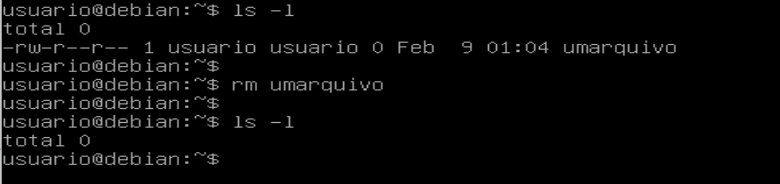 usuario@debian:~$ ls -l
total 0
-rw-r--r-- 1 usuario usuario 0 Feb  9 01:04 umarquivo
usuario@debian:~$
usuario@debian:~$ rm umarquivo
usuario@debian:~$
usuario@debian:~$ ls -l
total 0
usuario@debian:~$